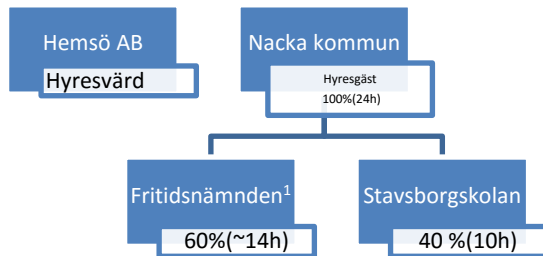 Hemsö AB
Hyresvärd
Nacka kommun
Hyresgäst
100%(24h)
Fritidsnämnden¹
60%(~14h)
Stavsborgskolan
40 %(10h)